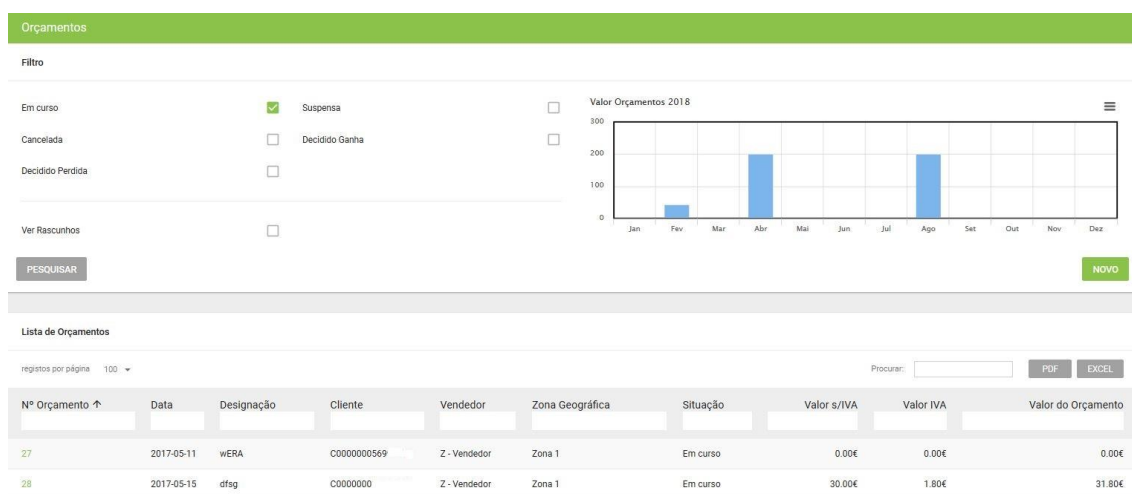 Orçamentos
Filtro
Em curso Suspensa
Cancelada Decidido Ganha
Decidido Perdida
Ver Rascunhos
PESQUISAR
Valor Orçamentos 2018
300
200
100
0
Jan Fev Mar Abr Mai Jun Jul Ago Set Out Nov Dez
NOVO
Lista de Orçamentos
registos por página 100 Procurar: PDF EXCEL
Nº Orçamento ↑ Data Designação Cliente Vendedor Zona Geográfica Situação Valor s/IVA Valor IVA Valor do Orçamento
27 2017-05-11 wERA C0000000569 Z - Vendedor Zona 1 Em curso 0.00€ 0.00€ 0.00€
28 2017-05-15 dfsg C0000000 Z - Vendedor Zona 1 Em curso 30.00€ 1.80€ 31.80€